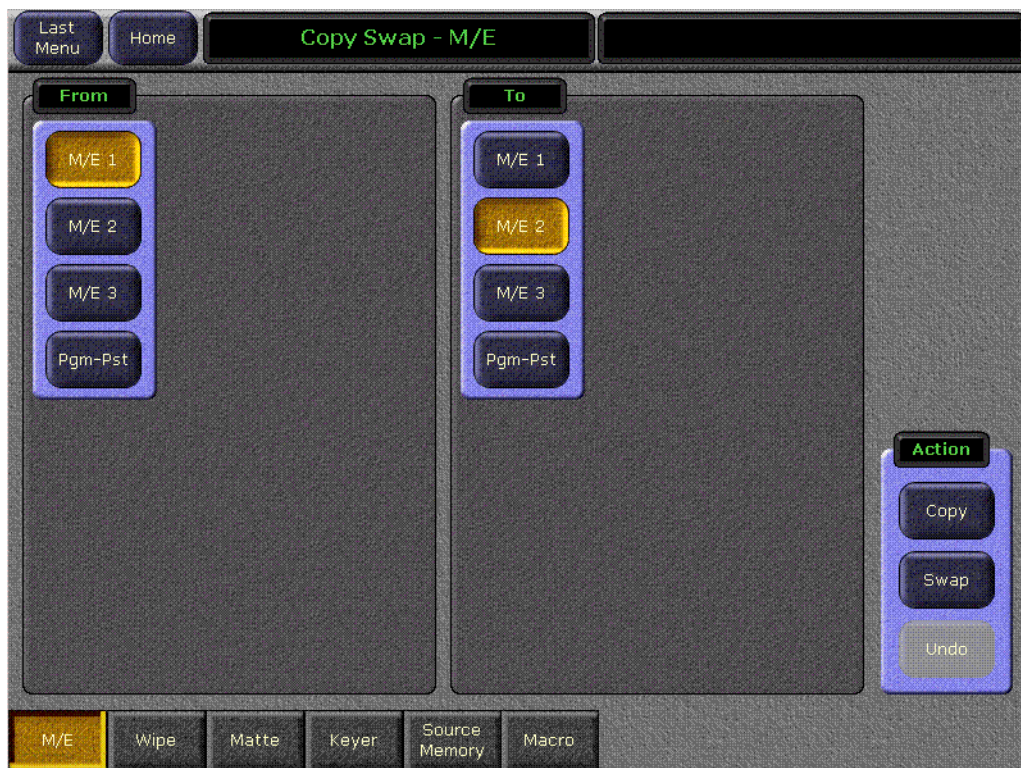 Last
Menu
Home
Copy Swap - M/E
From
M/E 1
M/E 2
M/E 3
Pgm-Pst
To
M/E 1
M/E 2
M/E 3
Pgm-Pst
Action
Copy
Swap
Undo
M/E
Wipe
Matte
Keyer
Source
Memory
Macro